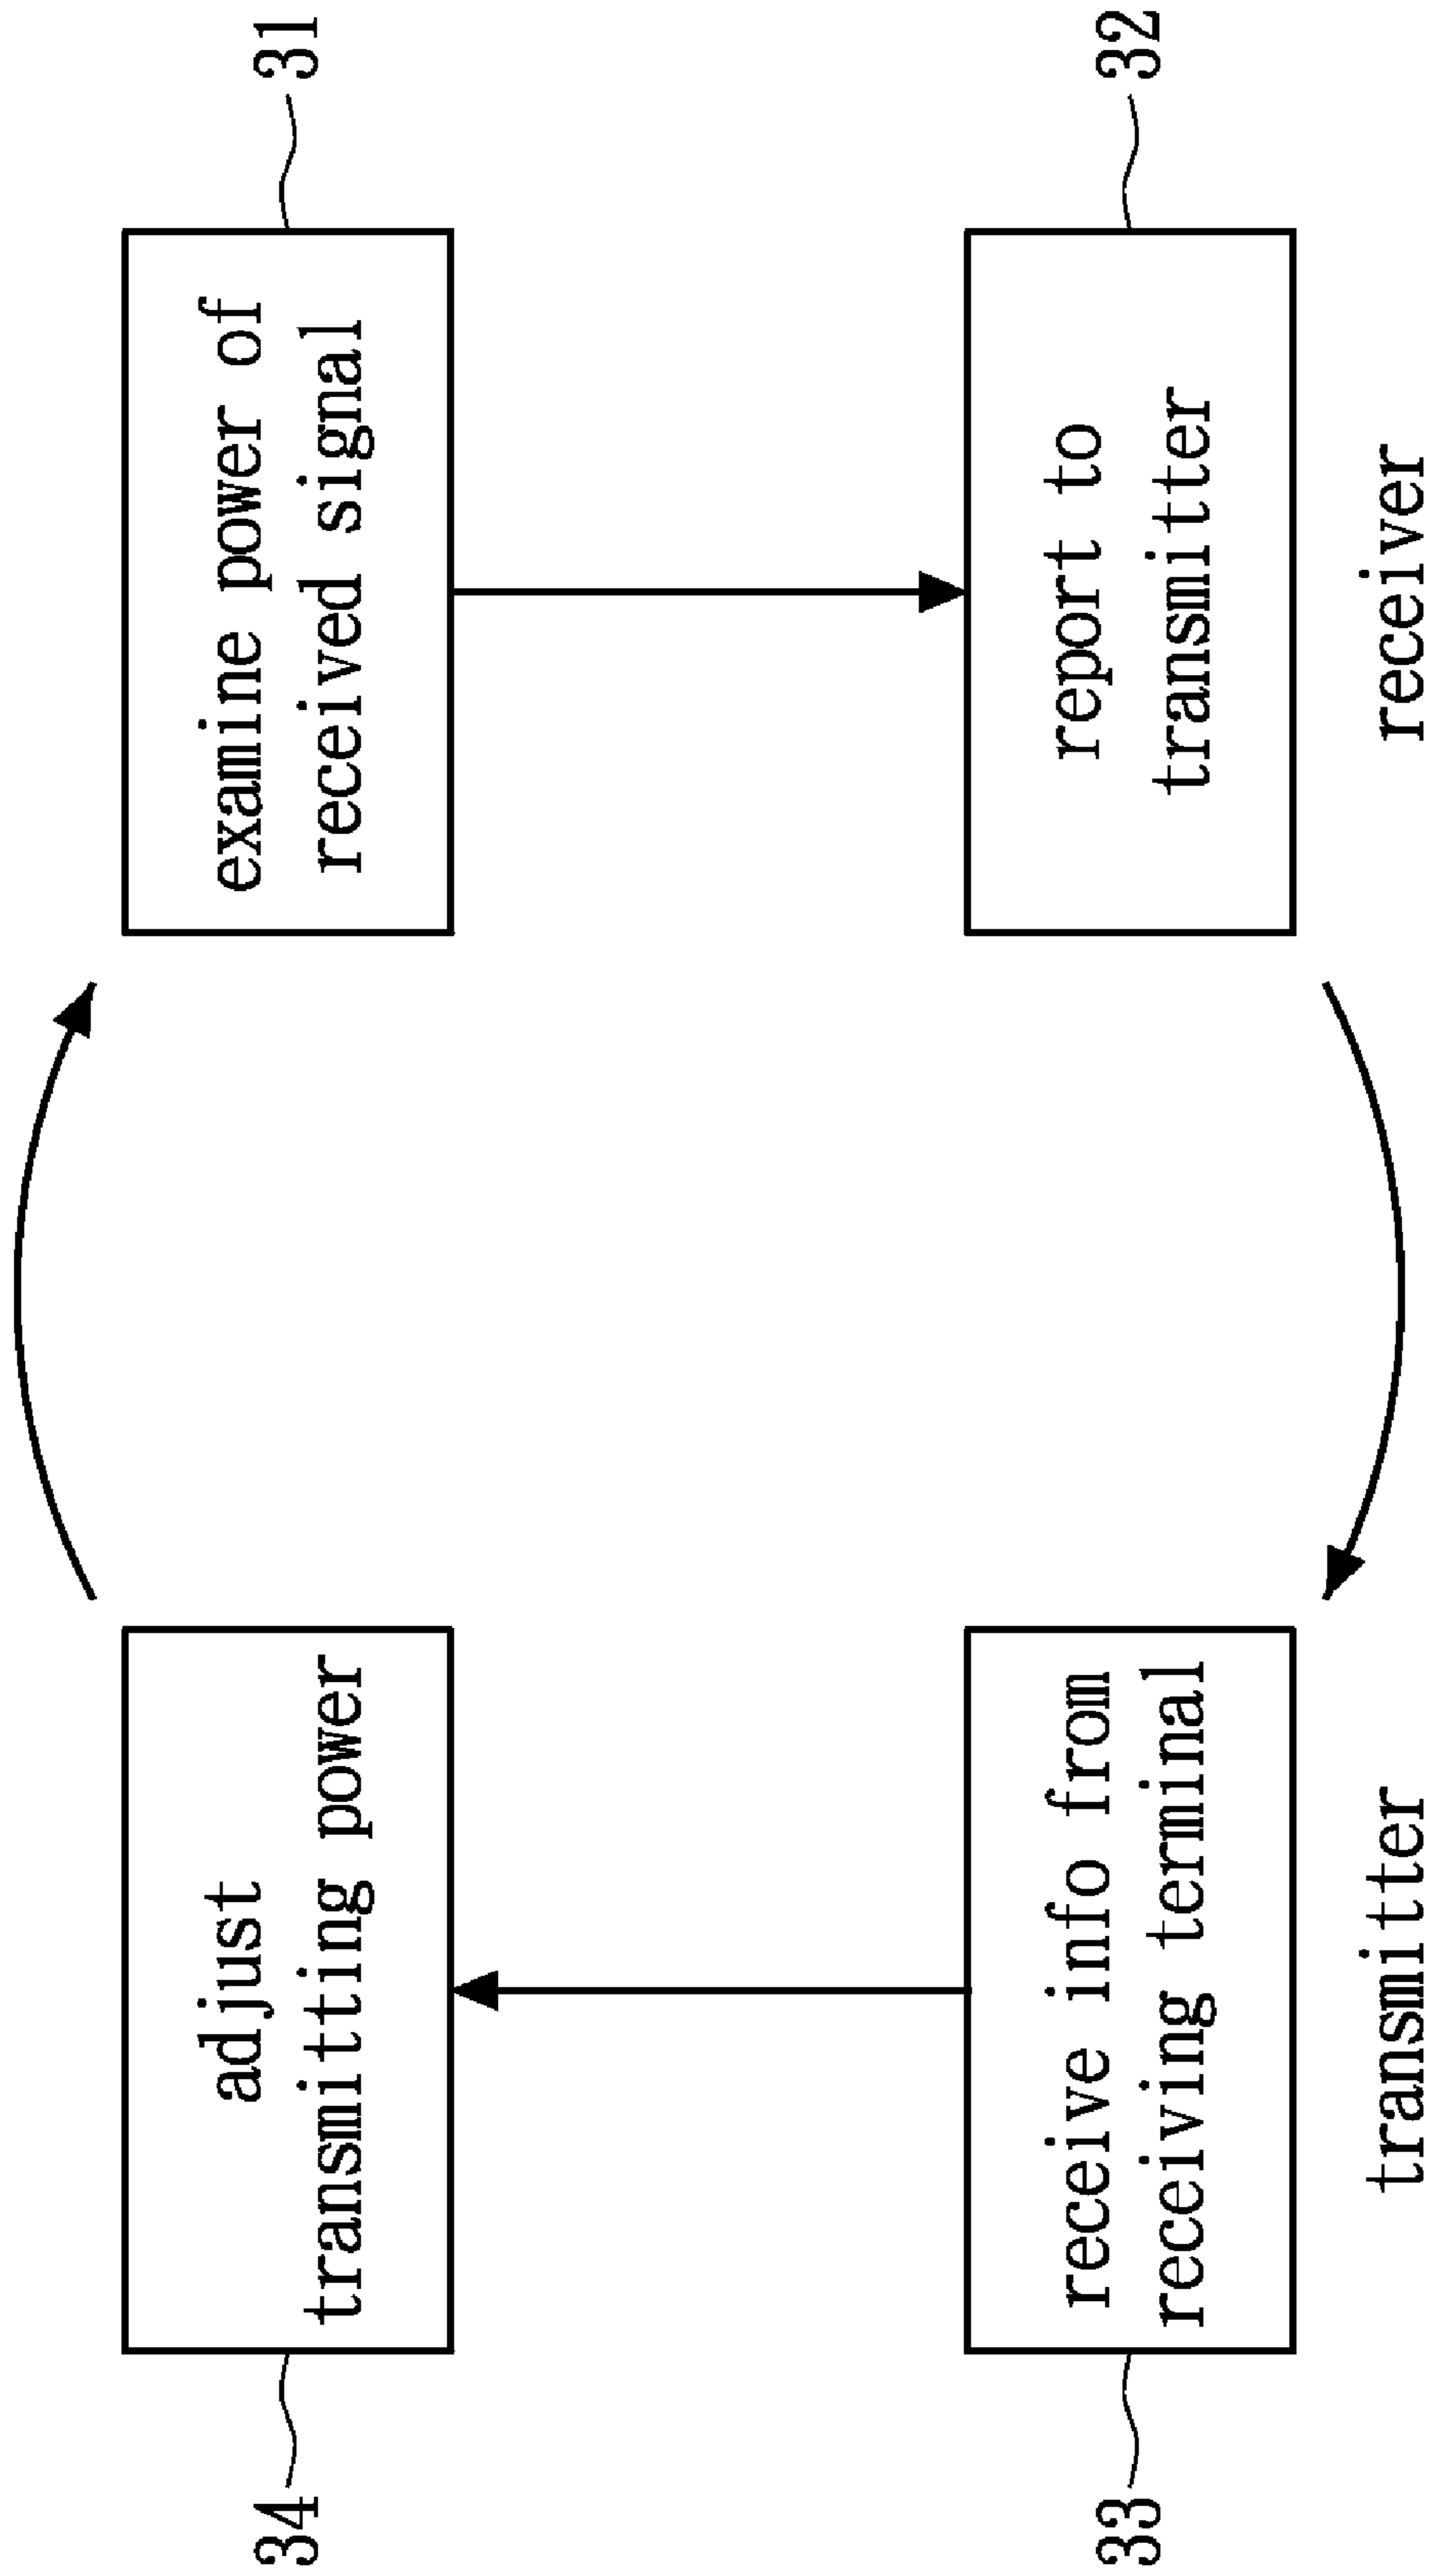 34
adjust
transmitting power
examine power of
received signal
31
33
receive info from
receiving terminal
report to
transmitter
32
transmitter
receiver